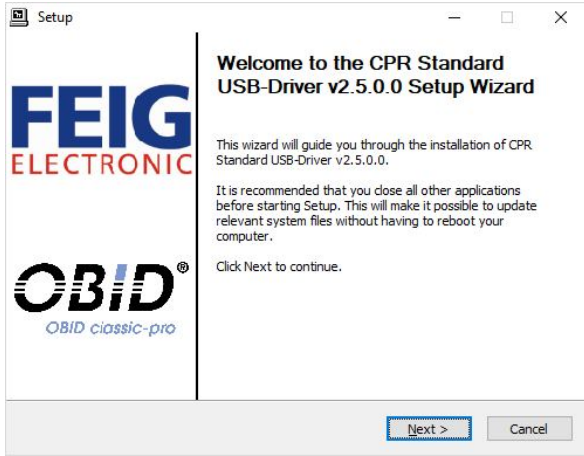 Setup
FEIG
ELECTRONIC
OBID®
OBID classic-pro
Welcome to the CPR Standard
USB-Driver v2.5.0.0 Setup Wizard
This wizard will guide you through the installation of CPR
Standard USB-Driver v2.5.0.0.
It is recommended that you close all other applications
before starting Setup. This will make it possible to update
relevant system files without having to reboot your
computer.
Click Next to continue.
Next >
Cancel